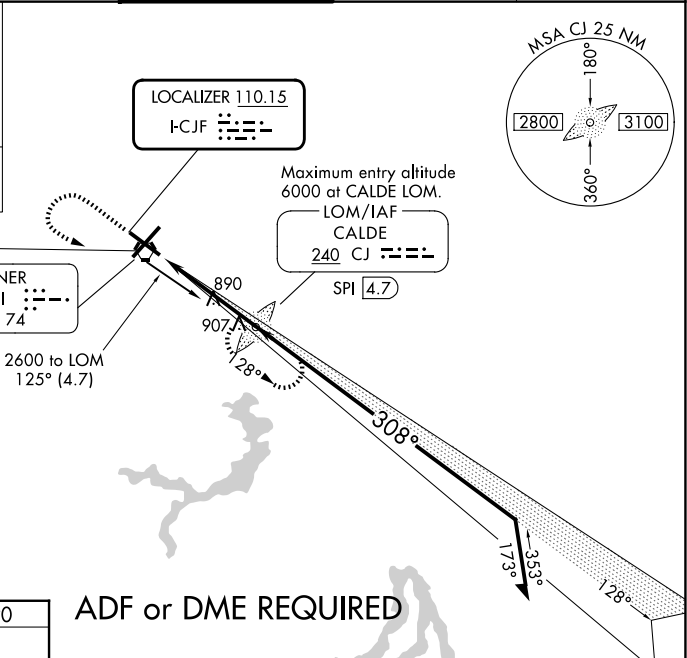 MSA CJ 25 NM
180°
2800
3100
360°
LOCALIZER 110.15
I-CJF
Maximum entry altitude
6000 at CALDE LOM.
LOM/IAF
CALDE
240 CJ
SPI 4.7
NER
I
74
890
907
2600 to LOM
125° (4.7)
128°
308°
173°
353°
128°
0
ADF or DME REQUIRED